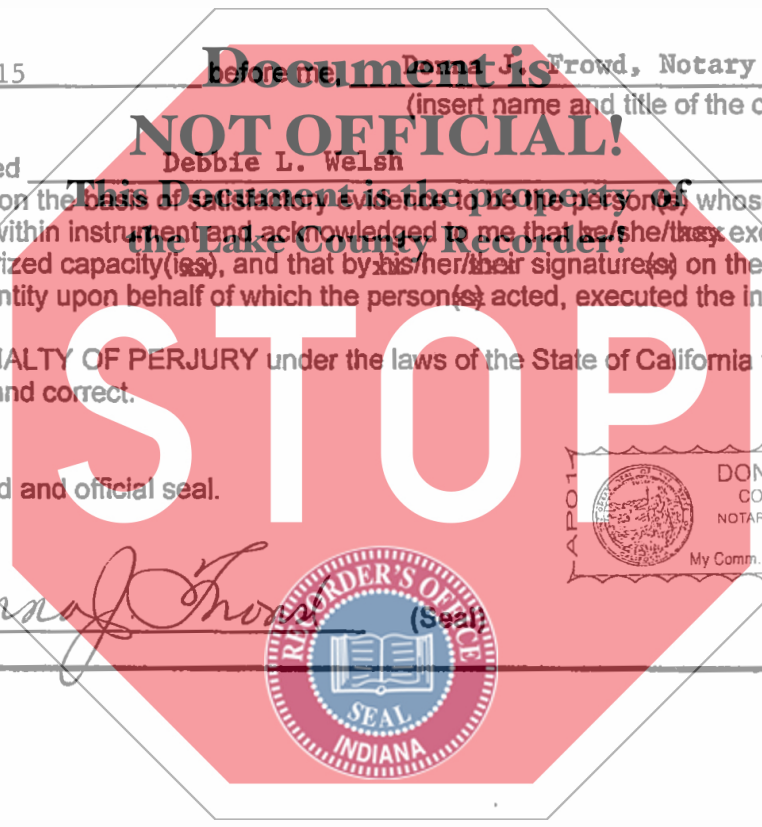 15 before me, Donna J. Frowd, Notary
(insert name and title of the o
Document is
NOT OFFICIAL!
ed Debbie L. Welsh
This Document is the property of
the Lake County Recorder!
on the basis of satisfactory evidence to be the person(s) whos
within instrument and acknowledged to me that he/she/they exe
ized capacity(ies), and that by his/her/their signature(s) on the
ntity upon behalf of which the person(s) acted, executed the in
STOP
ALTY OF PERJURY under the laws of the State of California
and correct.
d and official seal.
APO17
DON
CO
NOTAR
My Comm.
(Seal)
RECORDER'S OFFICE
SEAL
INDIANA